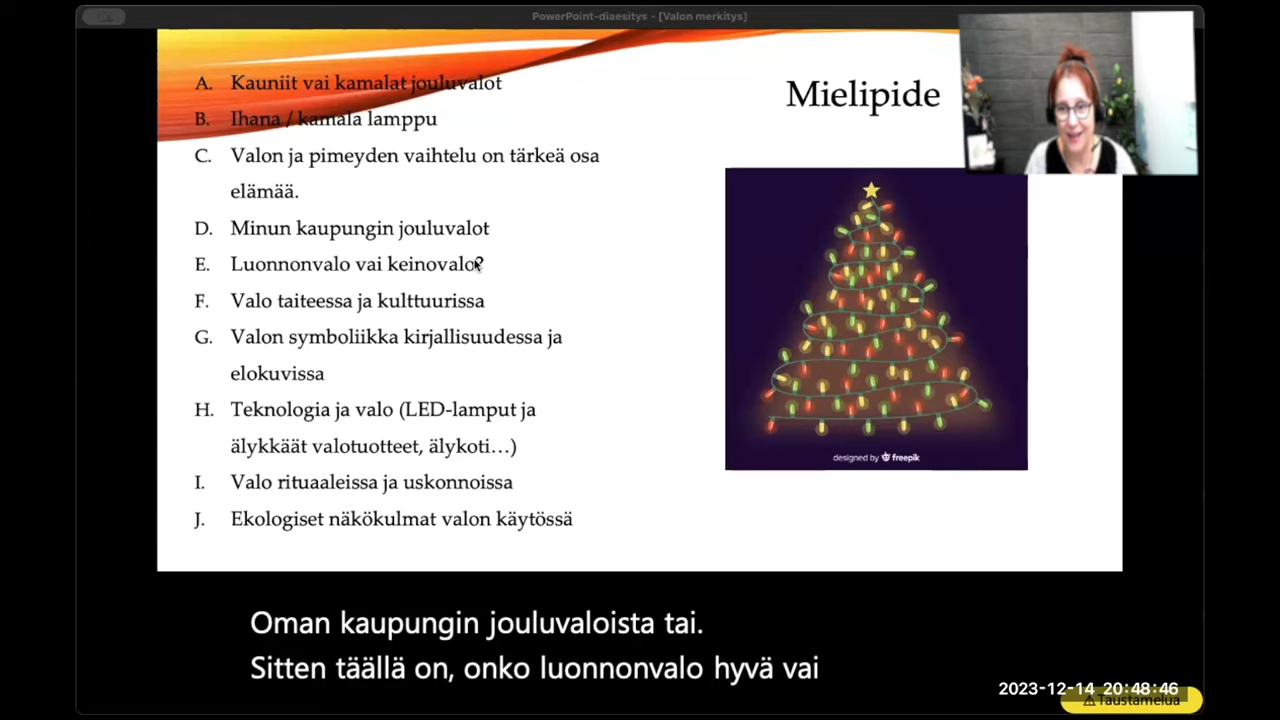 PowerPoint-diaesitys - [Valon merkitys]
A. Kauniit vai kamalat jouluvalot
B. Ihana / kamala lamppu
C. Valon ja pimeyden vaihtelu on tärkeä osa
elämää.
D. Minun kaupungin jouluvalot
E. Luonnonvalo vai keinovalo?
F. Valo taiteessa ja kulttuurissa
G. Valon symboliikka kirjallisuudessa ja
elokuvissa
H. Teknologia ja valo (LED-lamput ja
älykkäät valotuotteet, älykoti…)
I. Valo rituaaleissa ja uskonnoissa
J. Ekologiset näkökulmat valon käytössä
Mielipide
designed by freepik
Oman kaupungin jouluvaloista tai.
Sitten täällä on, onko luonnonvalo hyvä vai
2023-12-14 20:48:46
Taustamelua